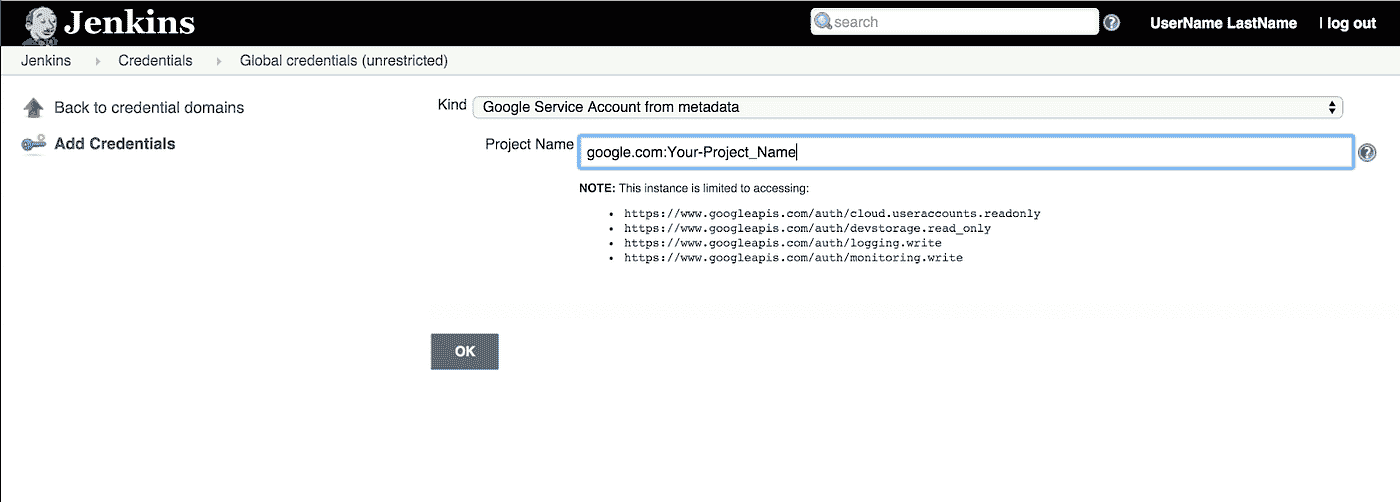 Jenkins
search
UserName LastName
| log out
Jenkins
Credentials
Global credentials (unrestricted)
Back to credential domains
Add Credentials
Kind
Google Service Account from metadata
Project Name
google.com:Your-Project_Name
NOTE: This instance is limited to accessing:
https://www.googleapis.com/auth/cloud.useraccounts.readonly
https://www.googleapis.com/auth/devstorage.read_only
https://www.googleapis.com/auth/logging.write
https://www.googleapis.com/auth/monitoring.write
OK